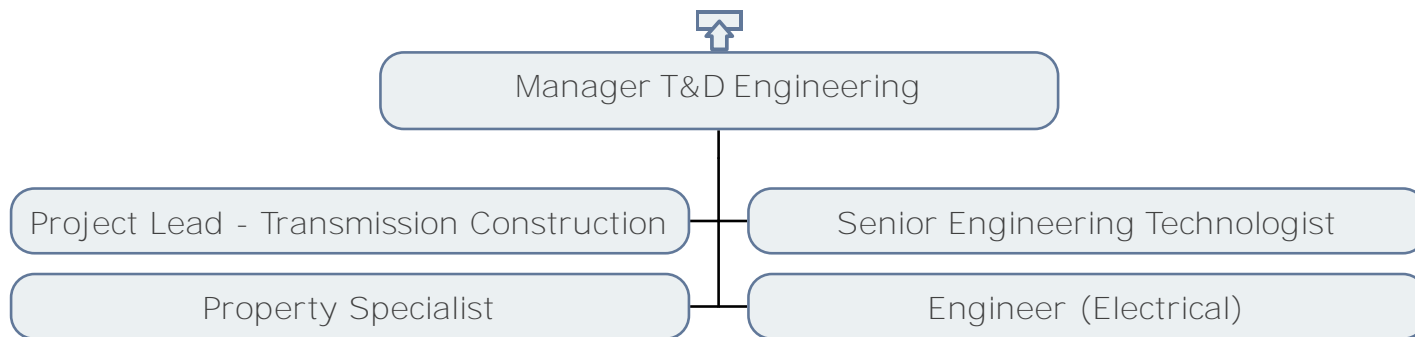 Manager T&D Engineering
Project Lead - Transmission Construction
Senior Engineering Technologist
Property Specialist
Engineer (Electrical)